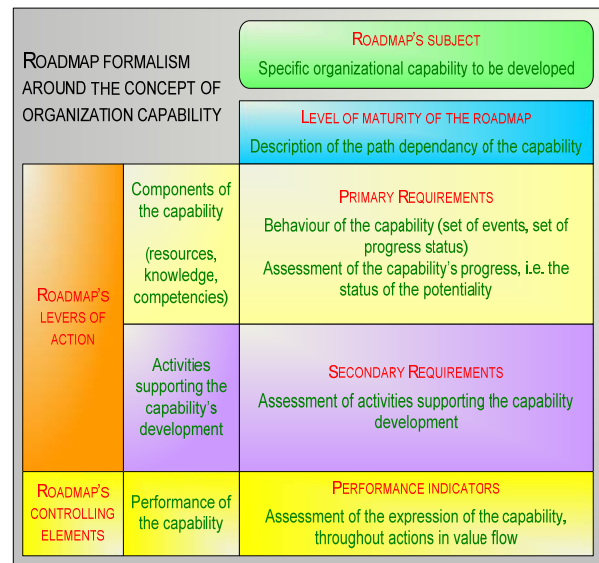 ROADMAP FORMALISM
AROUND THE CONCEPT OF
ORGANIZATION CAPABILITY
ROADMAP'S SUBJECT
Specific organizational capability to be developed
LEVEL OF MATURITY OF THE ROADMAP
Description of the path dependancy of the capability
ROADMAP'S
LEVERS OF
ACTION
Components of
the capability
(resources,
knowledge,
competencies)
PRIMARY REQUIREMENTS
Behaviour of the capability (set of events, set of
progress status)
Assessment of the capability's progress, i.e. the
status of the potentiality
Activities
supporting the
capability's
development
SECONDARY REQUIREMENTS
Assessment of activities supporting the capability
development
ROADMAP'S
CONTROLLING
ELEMENTS
Performance of
the capability
PERFORMANCE INDICATORS
Assessment of the expression of the capability,
throughout actions in value flow